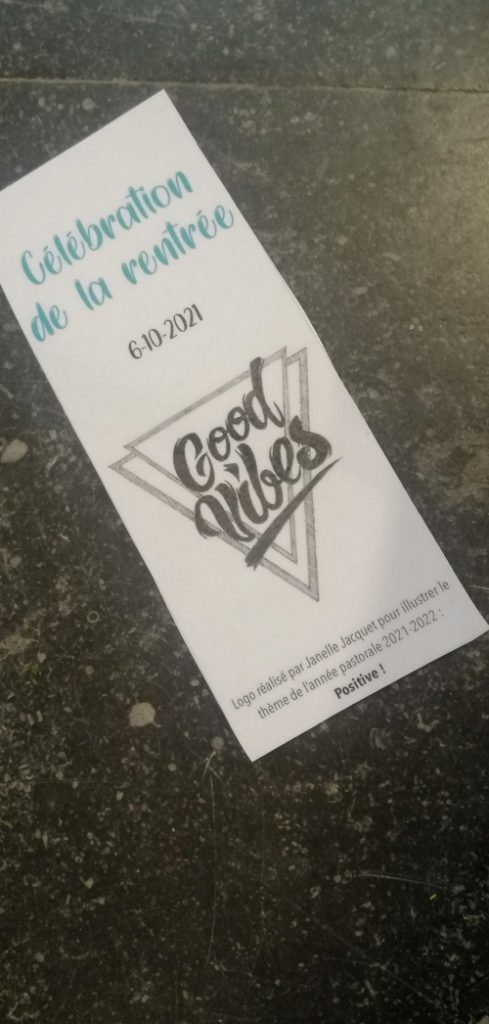 Célébration
de la rentrée
6-10-2021
Good
Vibes
Logo réalisé par Janelle Jacquet pour illustrer le
thème de l'année pastorale 2021-2022 :
Positive !